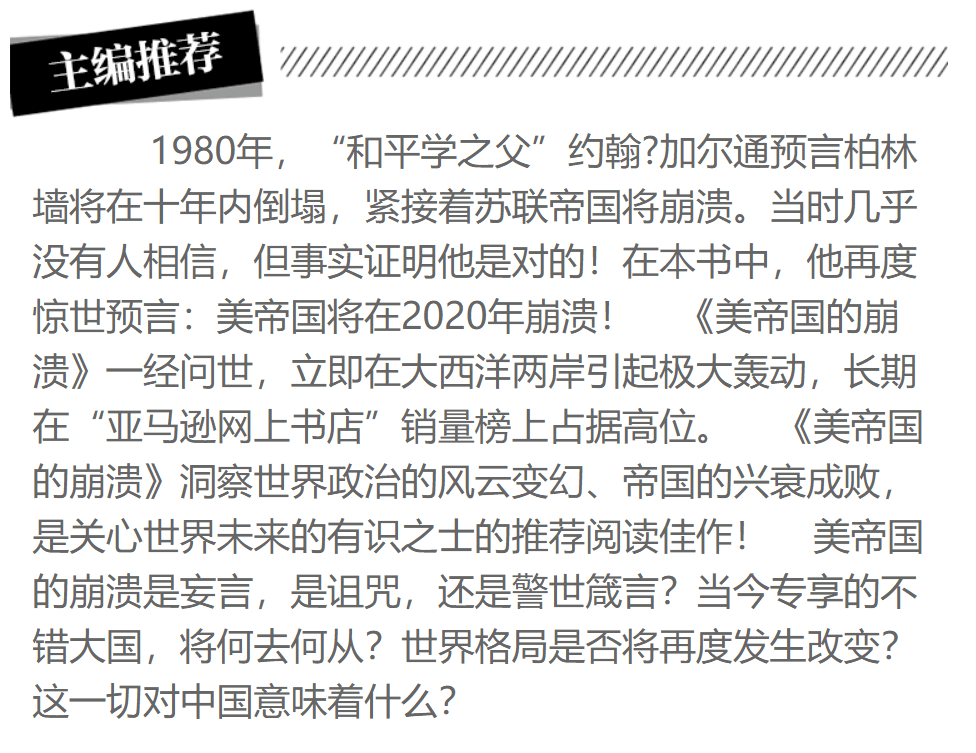 主编推荐
1980年，“和平学之父”约翰?加尔通预言柏林
墙将在十年内倒塌，紧接着苏联帝国将崩溃。当时几乎
没有人相信，但事实证明他是对的！在本书中，他再度
惊世预言：美帝国将在2020年崩溃！ 《美帝国的崩
溃》一经问世，立即在大西洋两岸引起极大轰动，长期
在“亚马逊网上书店”销量榜上占据高位。 《美帝国
的崩溃》洞察世界政治的风云变幻、帝国的兴衰成败，
是关心世界未来的有识之士的推荐阅读佳作！ 美帝国
的崩溃是妄言，是诅咒，还是警世箴言？当今专享的不
错大国，将何去何从？世界格局是否将再度发生改变？
这一切对中国意味着什么？